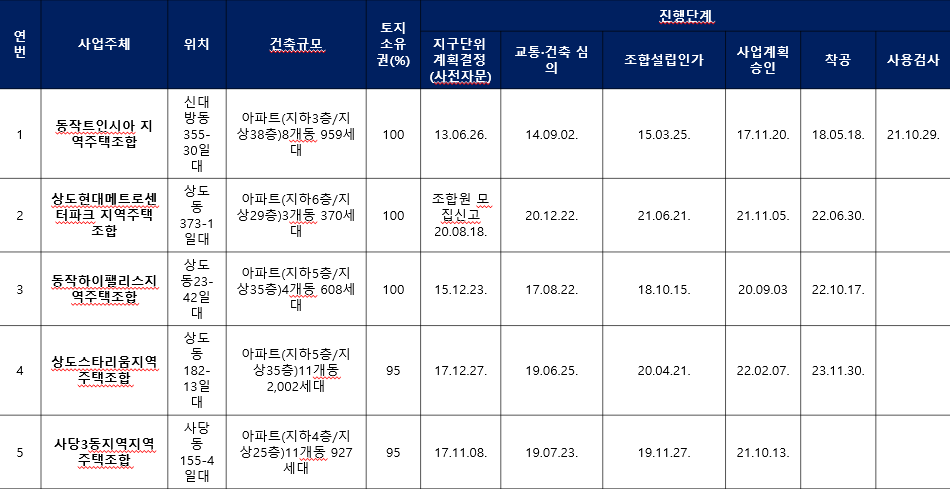 연
번
사업주체
위치
건축규모
토지
소유
권(%)
진행단계
지구단위
계획결정
(사전자문)
교통·건축 심
의
조합설립인가
사업계획
승인
착공
사용검사
1
동작트인시아 지
역주택조합
신대
방동
355-
30일
대
아파트(지하3층/지
상38층)8개동 959세
대
100
13.06.26.
14.09.02.
15.03.25.
17.11.20.
18.05.18.
21.10.29.
2
상도현대메트로센
터파크 지역주택
조합
상도
동
373-1
일대
아파트(지하6층/지
상29층)3개동 370세
대
100
조합원 모
집신고
20.08.18.
20.12.22.
21.06.21.
21.11.05.
22.06.30.
3
동작하이팰리스지
역주택조합
상도
동23-
42일
대
아파트(지하5층/지
상35층)4개동 608세
대
100
15.12.23.
17.08.22.
18.10.15.
20.09.03
22.10.17.
4
상도스타리움지역
주택조합
상도
동
182-
13일
대
아파트(지하5층/지
상35층)11개동
2,002세대
95
17.12.27.
19.06.25.
20.04.21.
22.02.07.
23.11.30.
5
사당3동지역지역
주택조합
사당
동
155-4
일대
아파트(지하4층/지
상25층)11개동 927
세대
95
17.11.08.
19.07.23.
19.11.27.
21.10.13.